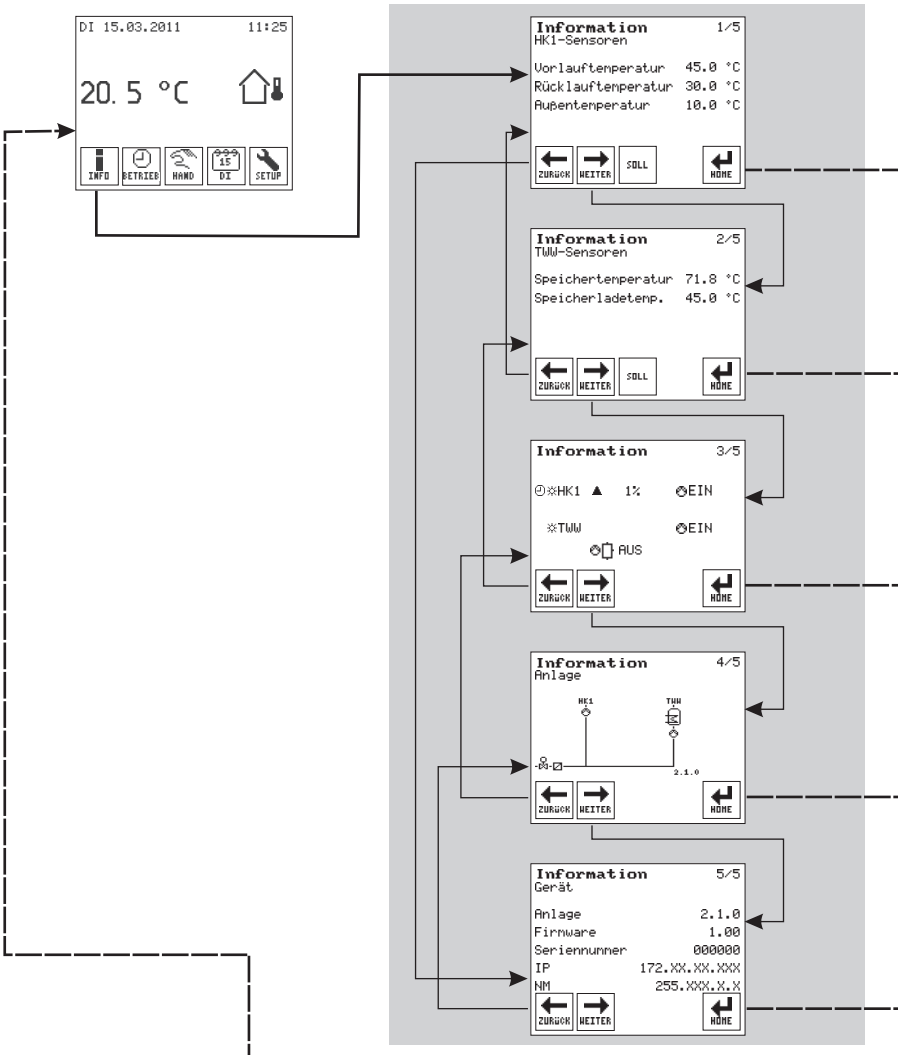 DI 15.03.2011 11:25
20.5 °C
INFO BETRIEB HAND 15 DI SETUP
Information 1/5
HK1-Sensoren
Vorlauftemperatur 45.0 °C
Rücklauftemperatur 30.0 °C
Außentemperatur 10.0 °C
ZURÜCK WEITER SOLL HOME
Information 2/5
TWW-Sensoren
Speichertemperatur 71.8 °C
Speicherladetemp. 45.0 °C
ZURÜCK WEITER SOLL HOME
Information 3/5
HK1 ▲ 1% EIN
TWW EIN
AUS
ZURÜCK WEITER HOME
Information 4/5
Anlage
HK1 TWW
2.1.0
ZURÜCK WEITER HOME
Information 5/5
Gerät
Anlage 2.1.0
Firmware 1.00
Seriennummer 000000
IP 172.XX.XX.XXX
NM 255.XXX.X.X
ZURÜCK WEITER HOME